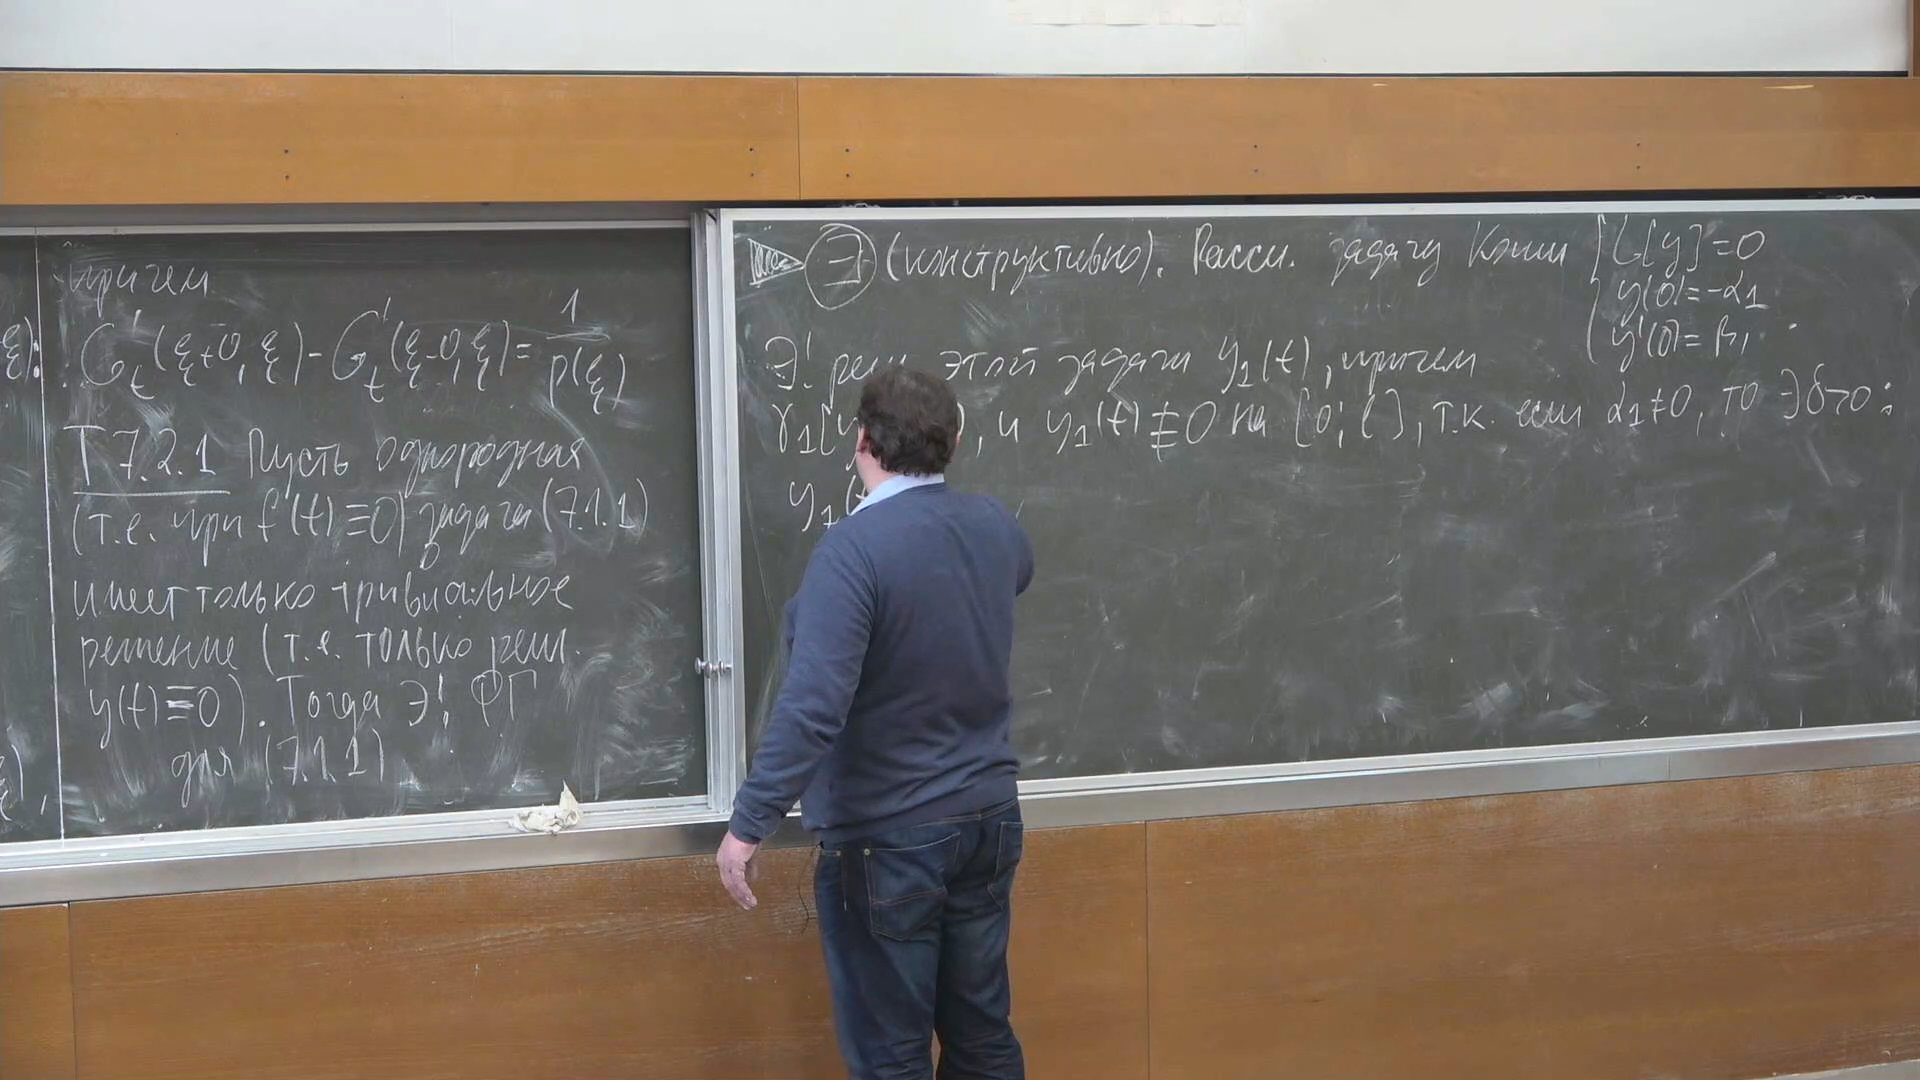 причем
ξ):
G'ₜ(ξ+0, ξ) - G'ₜ(ξ-0, ξ) = 1/p(ξ)
Т 7.2.1 Пусть однородная
(т.е. при f(t)≡0) задача (7.1.1)
имеет только тривиальное
решение (т.е. только реш.
y(t)≡0). Тогда ∃! ФГ
для (7.1.1)
∃ (конструктивно). Рассм. задачу Коши { L[y]=0
y(0)=-α₁
y'(0)=β₁.
∃! реш этой задачи y₁(t), причем
γ₁[y ), и y₁(t)≢0 на [0; l], т.к. если α₁≠0, то ∃δ>0:
y₁(t